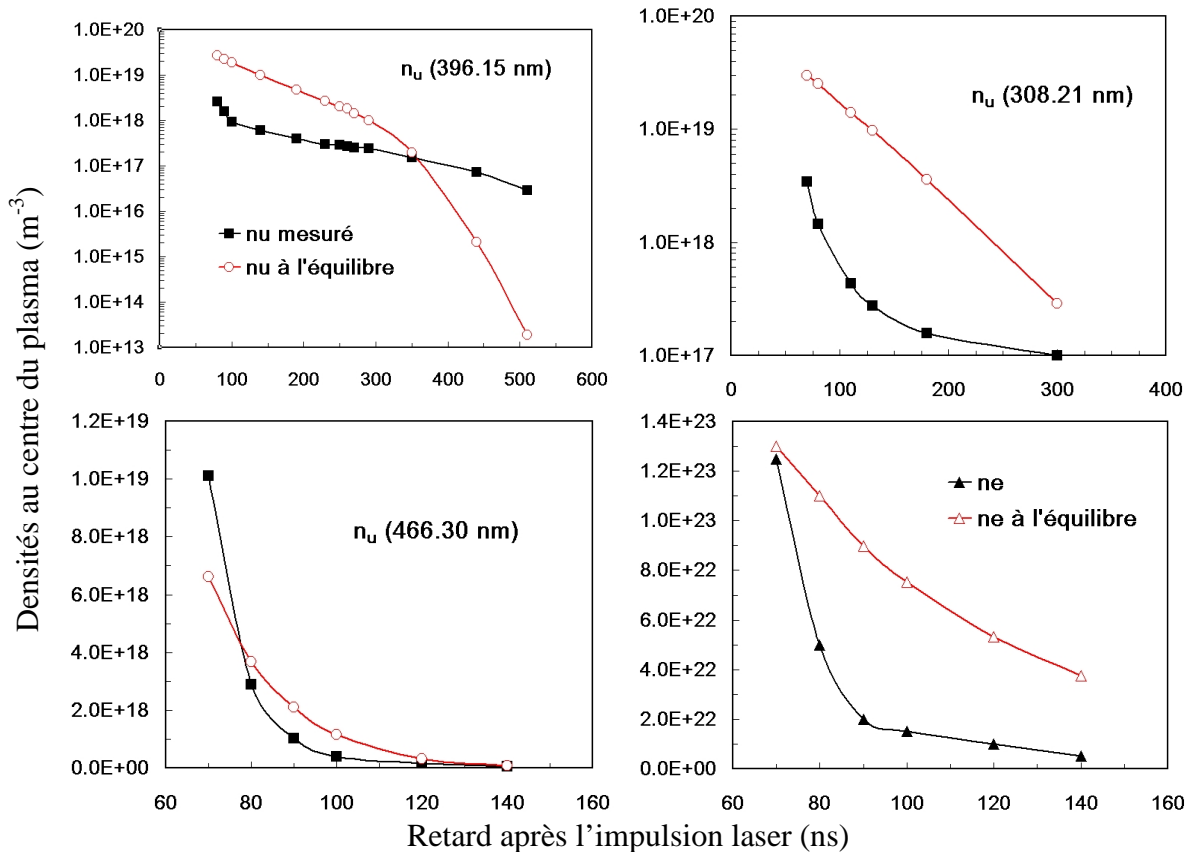 Densités au centre du plasma (m-3)
1.0E+20
1.0E+19
1.0E+18
1.0E+17
1.0E+16
1.0E+15
1.0E+14
1.0E+13
0 100 200 300 400 500 600
nu (396.15 nm)
nu mesuré
nu à l'équilibre
1.0E+20
1.0E+19
1.0E+18
1.0E+17
0 100 200 300 400
nu (308.21 nm)
1.2E+19
1.0E+19
8.0E+18
6.0E+18
4.0E+18
2.0E+18
0.0E+00
60 80 100 120 140 160
nu (466.30 nm)
1.4E+23
1.2E+23
1.0E+23
8.0E+22
6.0E+22
4.0E+22
2.0E+22
0.0E+00
60 80 100 120 140 160
ne
ne à l'équilibre
Retard après l'impulsion laser (ns)